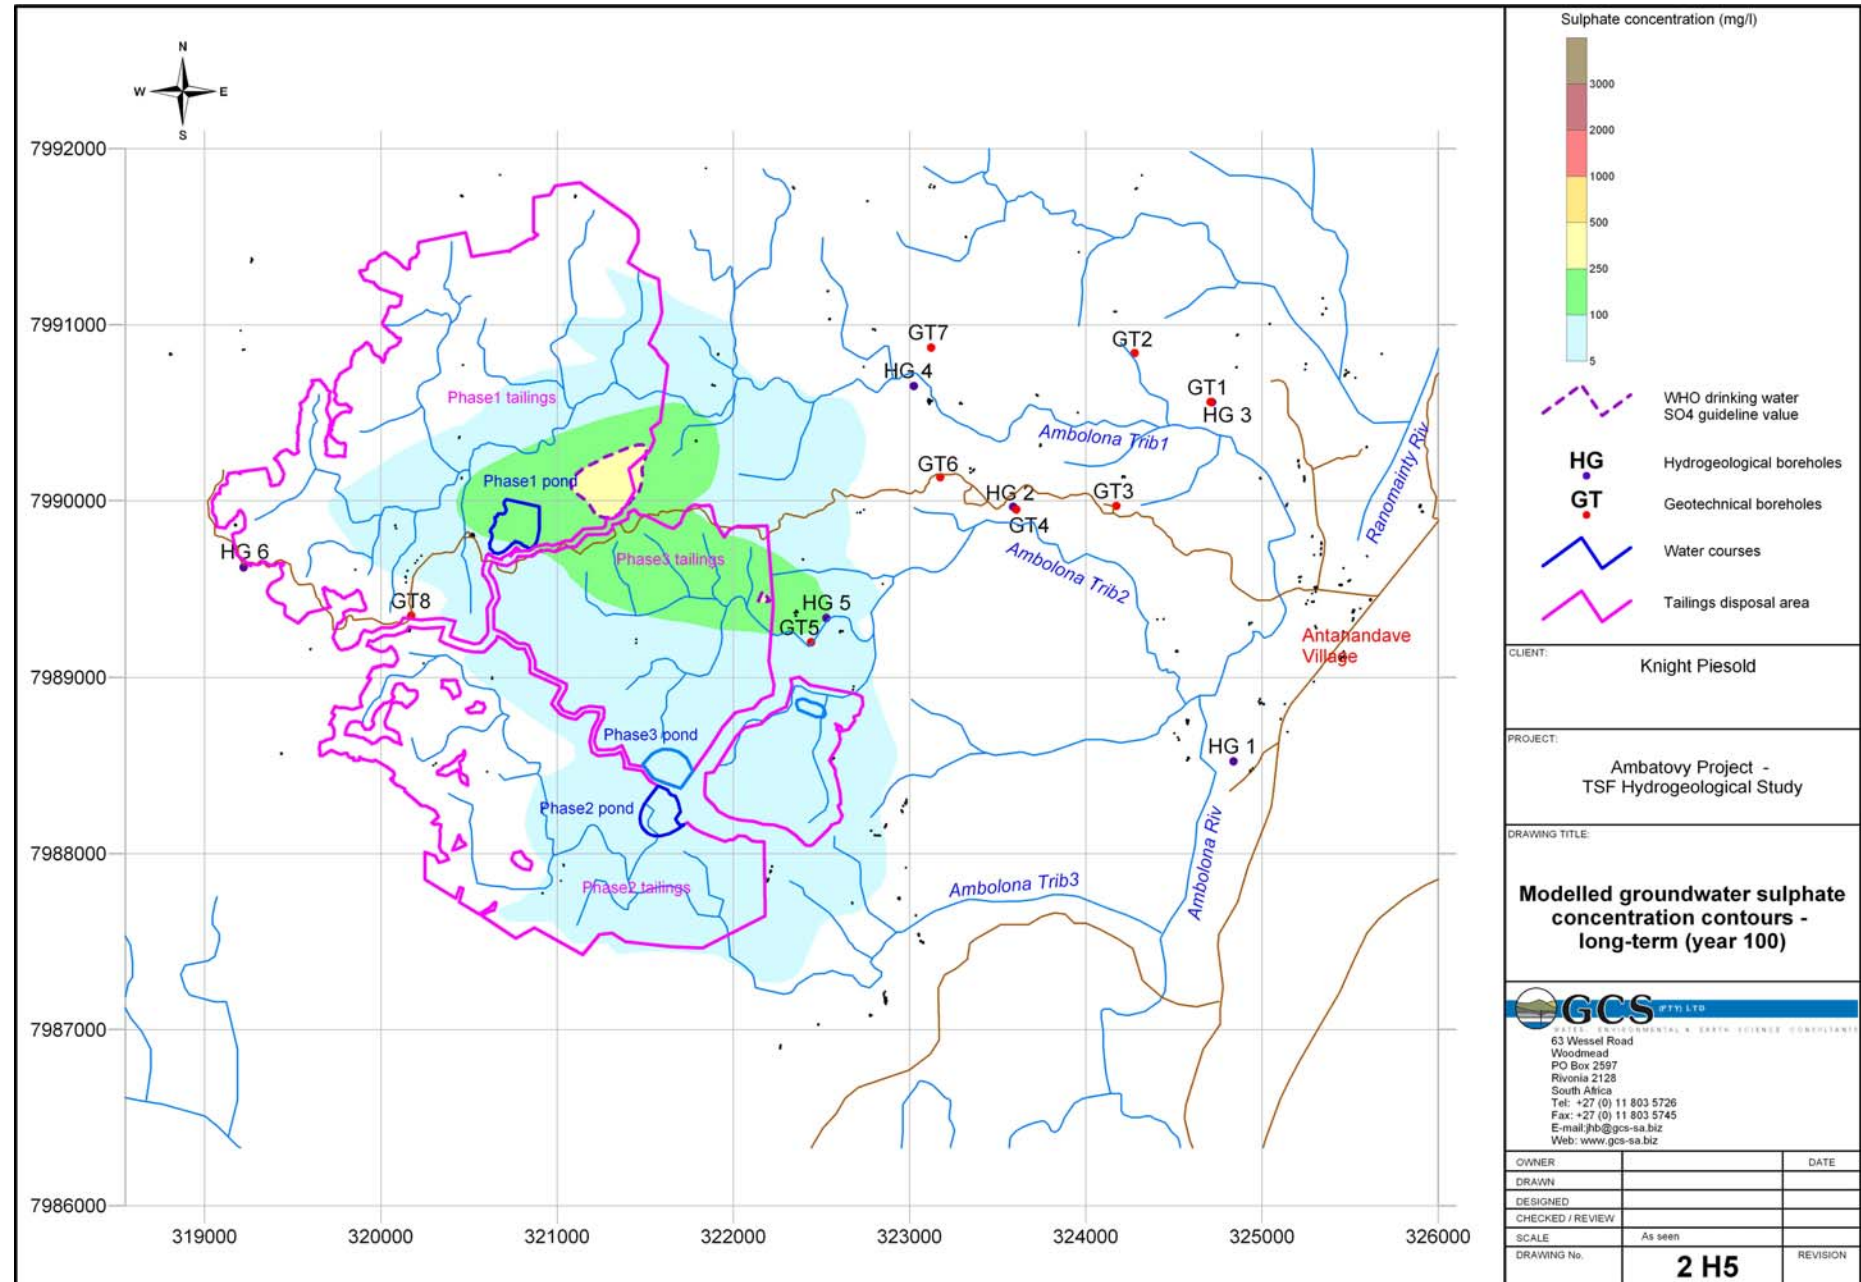 N
W E
S
7992000
7991000
7990000
7989000
7988000
7987000
7986000
319000 320000 321000 322000 323000 324000 325000 326000
GT7
HG 4
GT2
GT1
HG 3
Phase1 tailings
Ambolona Trib1
Ranomainty Riv
GT6
Phase1 pond
HG 2
GT4
GT3
HG 6
Phase3 tailings
Ambolona Trib2
GT8
HG 5
GT5
Antanandave
Village
Phase3 pond
HG 1
Phase2 pond
Ambolona Riv
Phase2 tailings
Ambolona Trib3
Sulphate concentration (mg/l)
3000
2000
1000
500
250
100
5
WHO drinking water
SO4 guideline value
HG Hydrogeological boreholes
GT Geotechnical boreholes
Water courses
Tailings disposal area
CLIENT:
Knight Piesold
PROJECT:
Ambatovy Project -
TSF Hydrogeological Study
DRAWING TITLE:
Modelled groundwater sulphate
concentration contours -
long-term (year 100)
GCS (PTY) LTD
WATER, ENVIRONMENTAL & EARTH SCIENCE CONSULTANTS
63 Wessel Road
Woodmead
PO Box 2597
Rivonia 2128
South Africa
Tel: +27 (0) 11 803 5726
Fax: +27 (0) 11 803 5745
E-mail:jhb@gcs-sa.biz
Web: www.gcs-sa.biz
OWNER DATE
DRAWN
DESIGNED
CHECKED / REVIEW
SCALE As seen
DRAWING No. 2 H5 REVISION